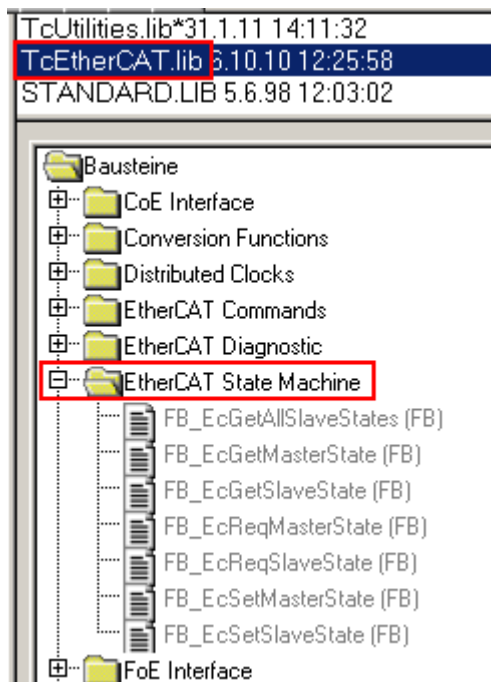 TcUtilities.lib*31.1.11 14:11:32
TcEtherCAT.lib 6.10.10 12:25:58
STANDARD.LIB 5.6.98 12:03:02
Bausteine
CoE Interface
Conversion Functions
Distributed Clocks
EtherCAT Commands
EtherCAT Diagnostic
EtherCAT State Machine
FB_EcGetAllSlaveStates (FB)
FB_EcGetMasterState (FB)
FB_EcGetSlaveState (FB)
FB_EcReqMasterState (FB)
FB_EcReqSlaveState (FB)
FB_EcSetMasterState (FB)
FB_EcSetSlaveState (FB)
FoE Interface